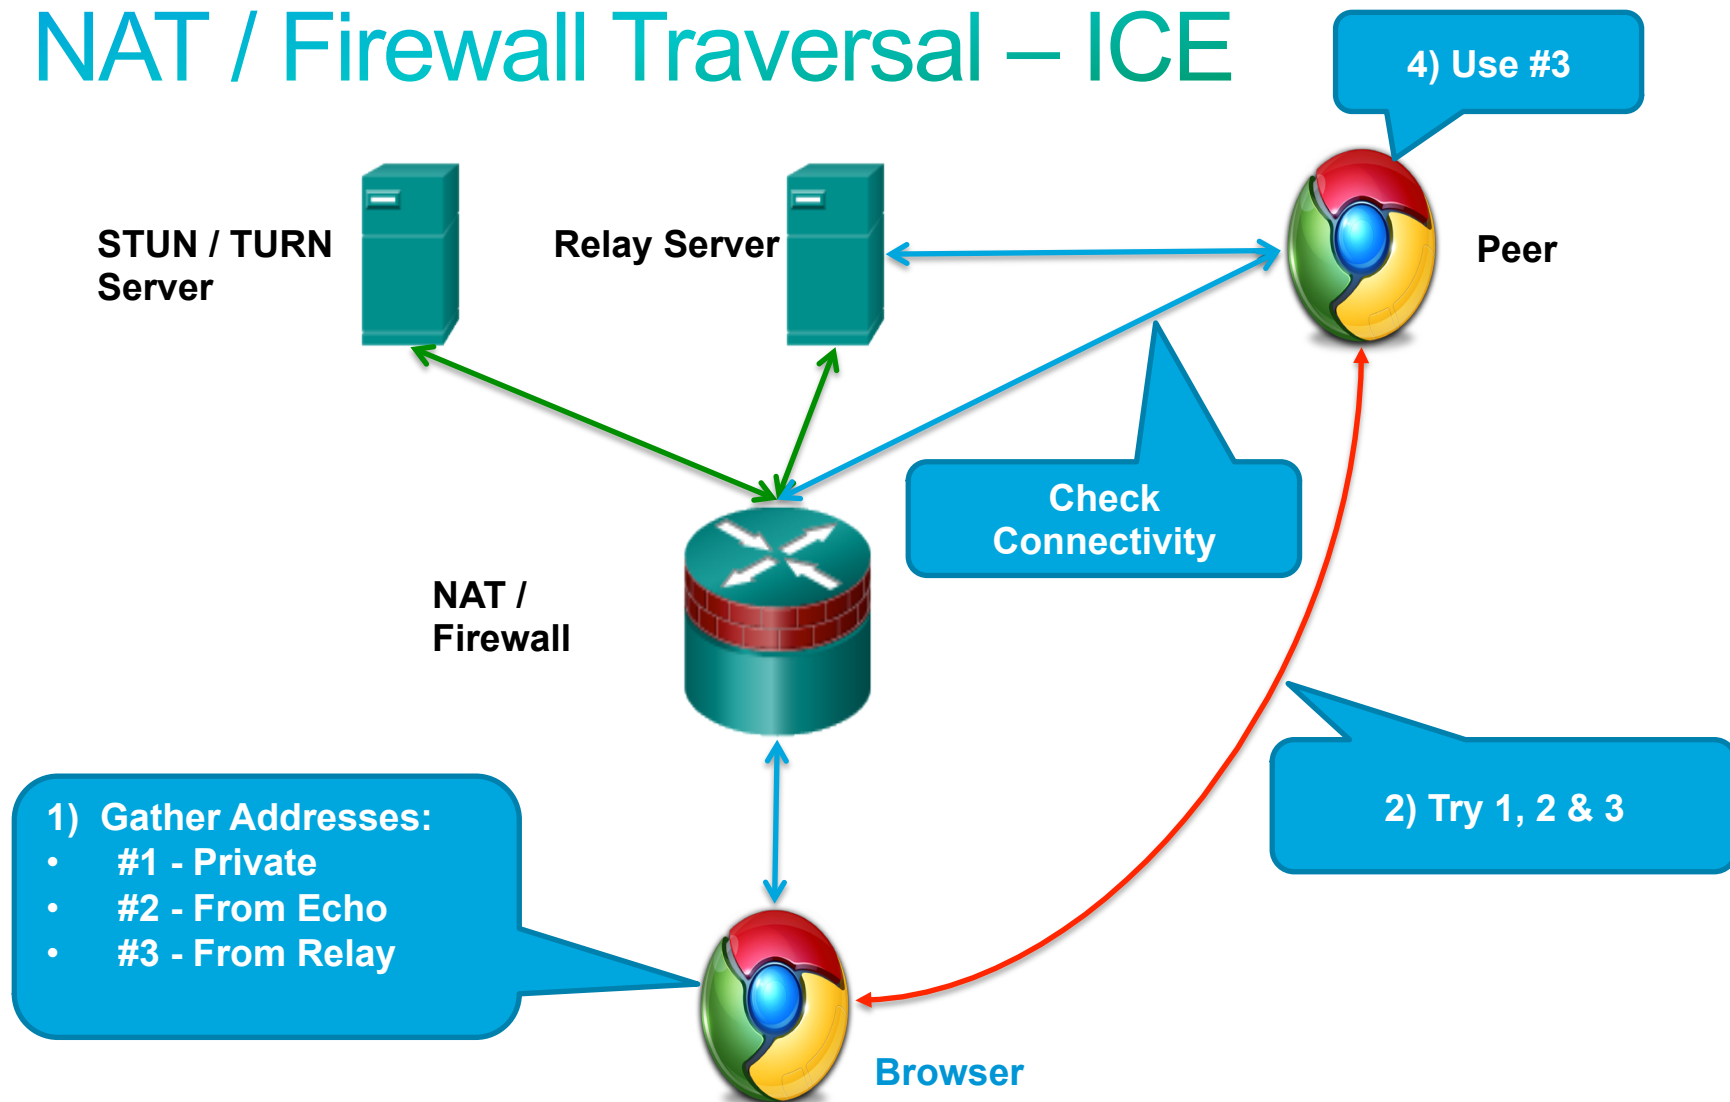 NAT / Firewall Traversal – ICE
4) Use #3
STUN / TURN
Server
Relay Server
Peer
Check
Connectivity
NAT /
Firewall
2) Try 1, 2 & 3
1) Gather Addresses:
• #1 - Private
• #2 - From Echo
• #3 - From Relay
Browser